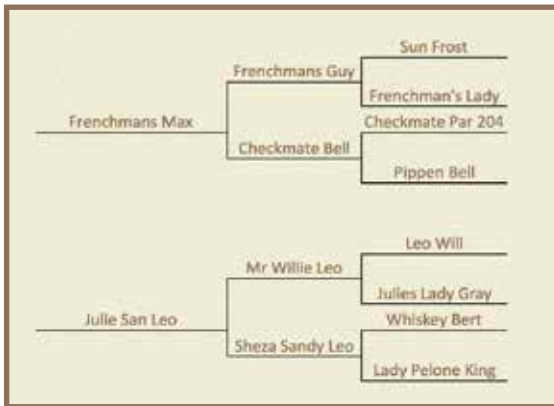 Sun Frost
Frenchmans Guy
Frenchman's Lady
Frenchmans Max
Checkmate Par 204
Checkmate Bell
Pippen Bell
Leo Will
Mr Willie Leo
Julies Lady Gray
Julie San Leo
Whiskey Bert
Sheza Sandy Leo
Lady Pelone King